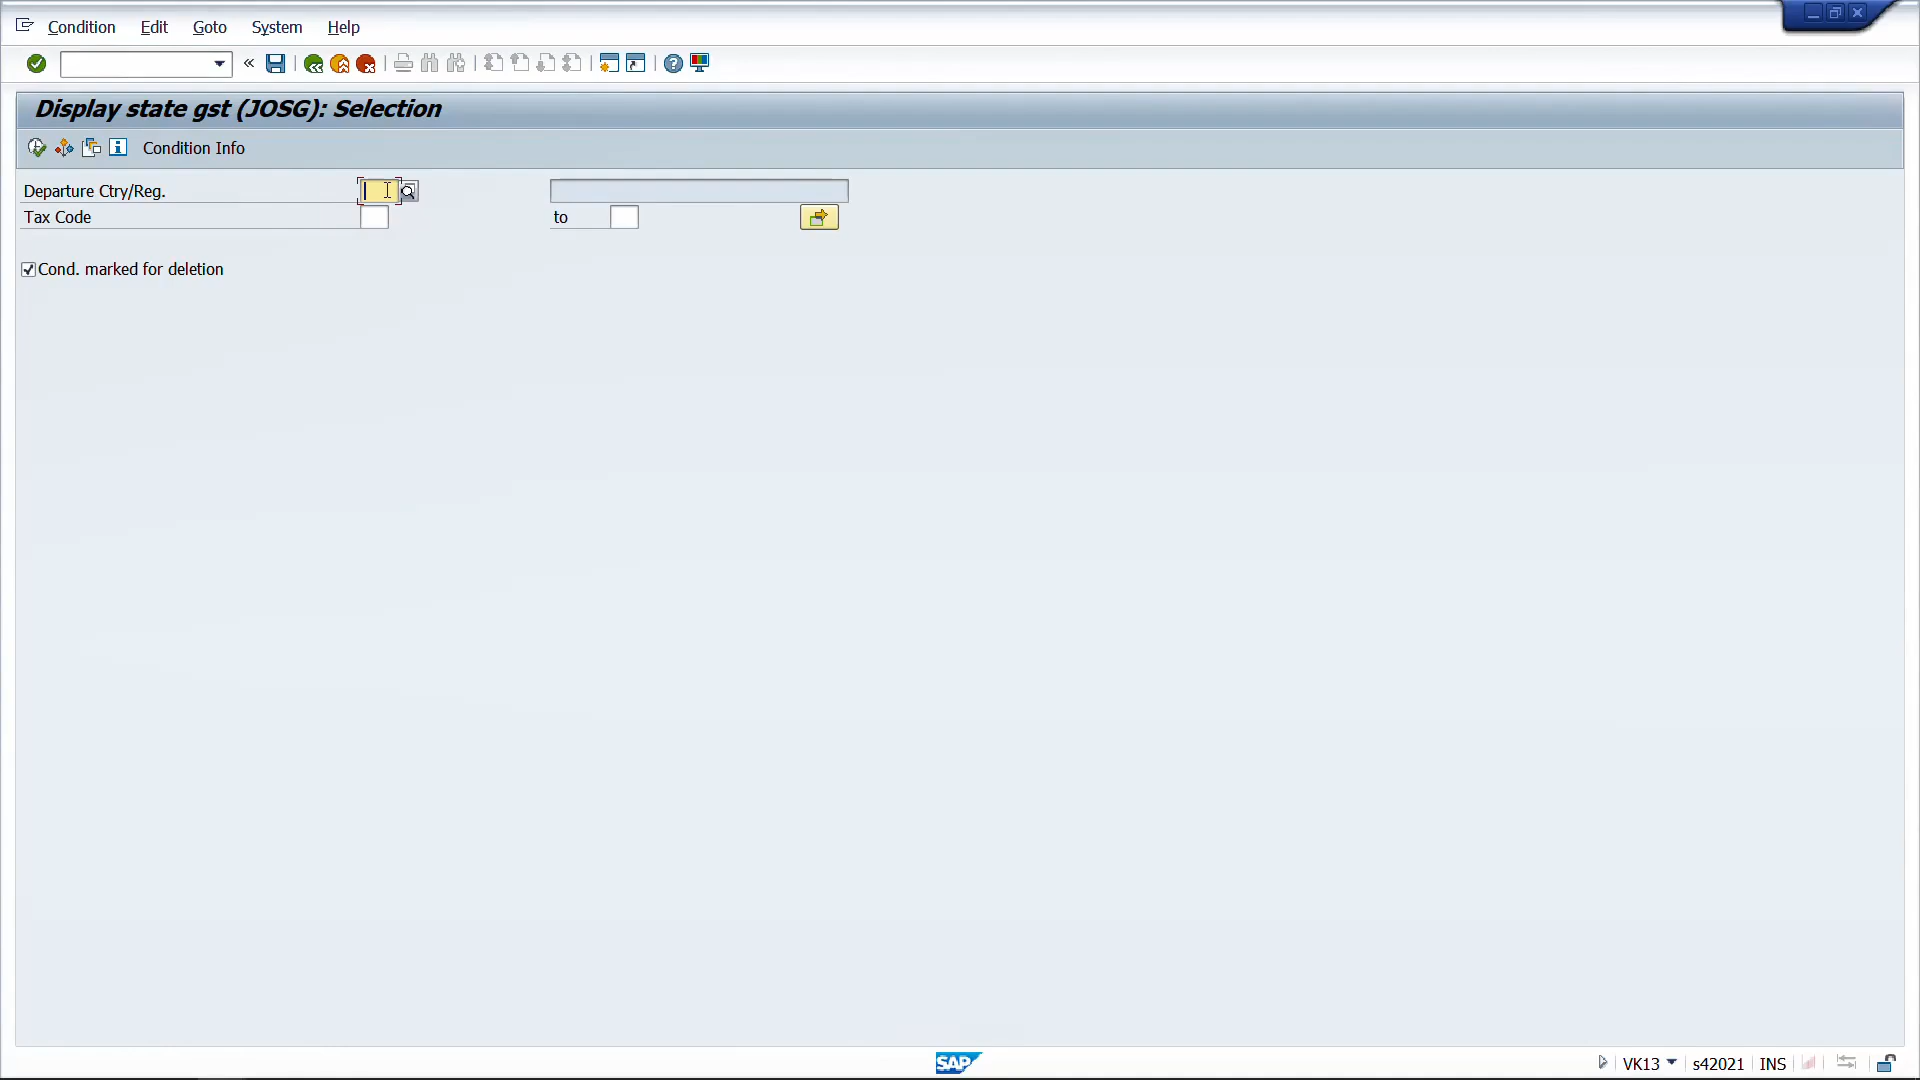 Condition Edit Goto System Help
Display state gst (JOSG): Selection
Condition Info
Departure Ctry/Reg.
Tax Code to
Cond. marked for deletion
SAP VK13 s42021 INS